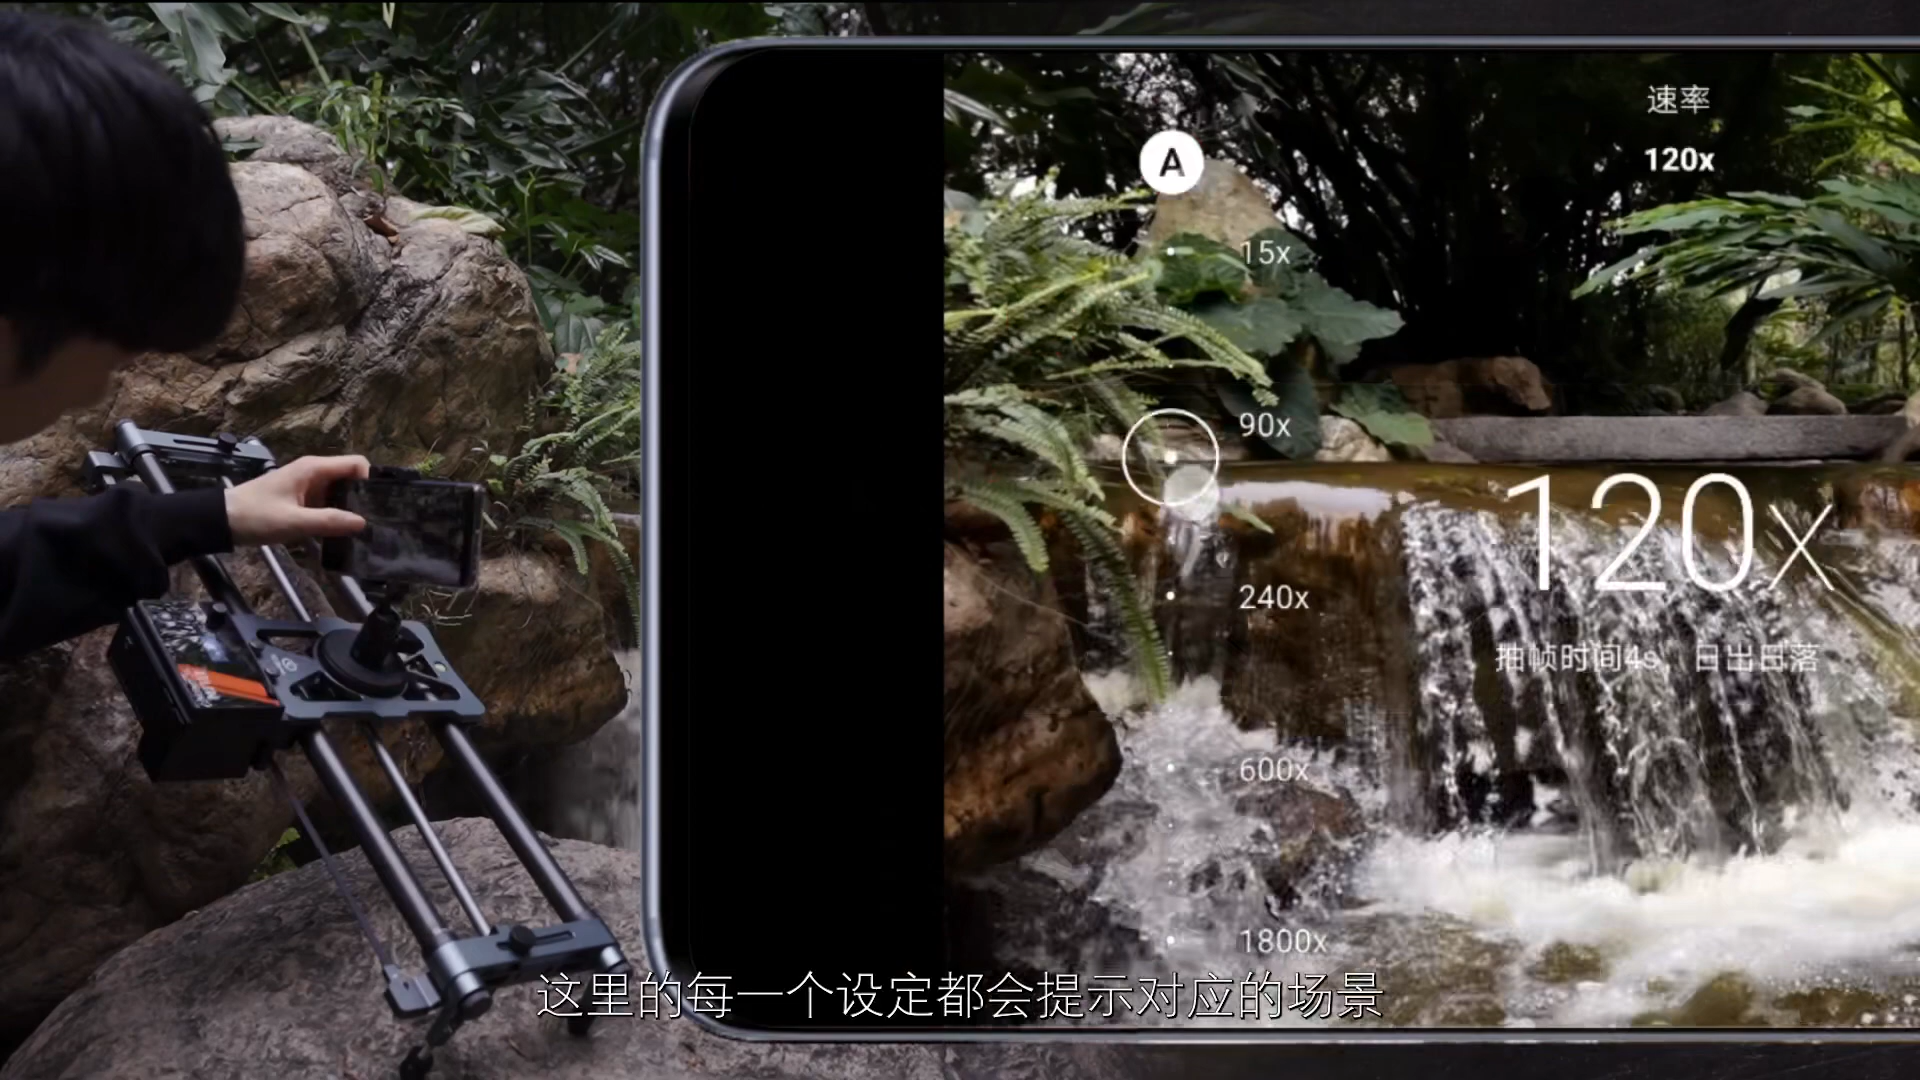 速率
120x
A
15x
90x
120x
240x
抽帧时间4s，日出日落
600x
1800x
这里的每一个设定都会提示对应的场景